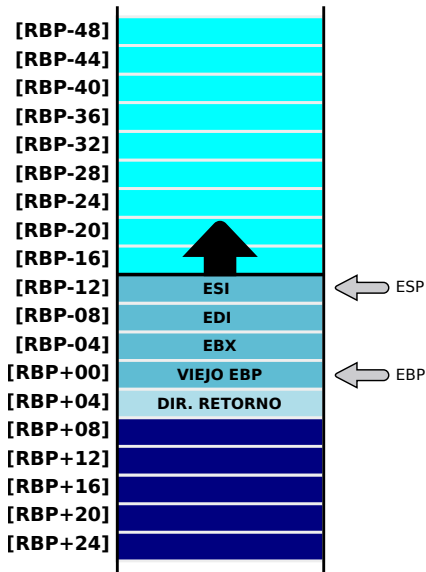 [RBP-48]
[RBP-44]
[RBP-40]
[RBP-36]
[RBP-32]
[RBP-28]
[RBP-24]
[RBP-20]
[RBP-16]
[RBP-12] ESI ESP
[RBP-08] EDI
[RBP-04] EBX
[RBP+00] VIEJO EBP EBP
[RBP+04] DIR. RETORNO
[RBP+08]
[RBP+12]
[RBP+16]
[RBP+20]
[RBP+24]